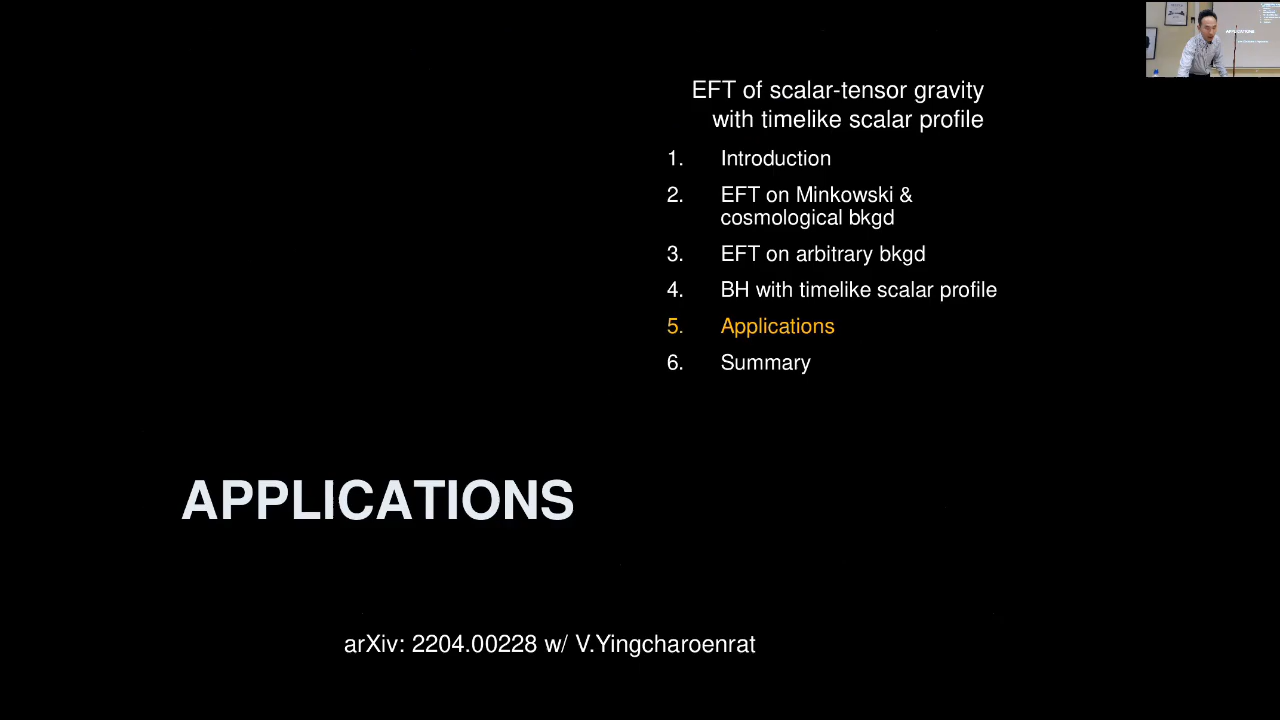 EFT of scalar-tensor gravity
with timelike scalar profile
1. Introduction
2. EFT on Minkowski &
cosmological bkgd
3. EFT on arbitrary bkgd
4. BH with timelike scalar profile
5. Applications
6. Summary
APPLICATIONS
arXiv: 2204.00228 w/ V.Yingcharoenrat